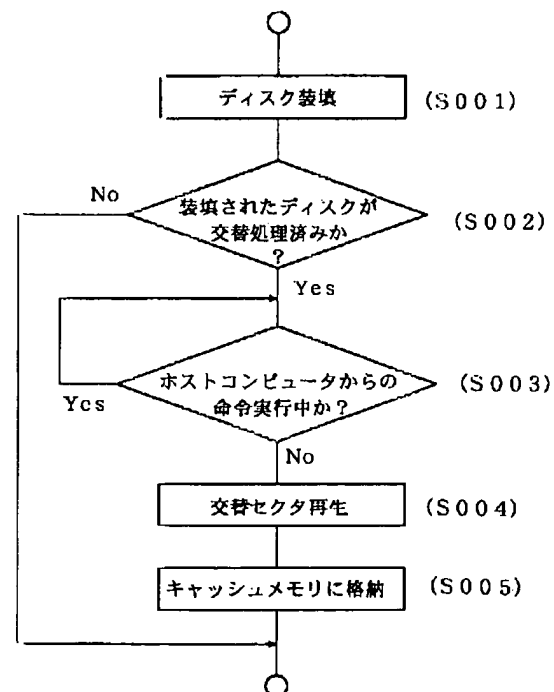 ディスク装填
(S001)
No
装填されたディスクが
交替処理済みか
?
(S002)
Yes
ホストコンピュータからの
命令実行中か?
(S003)
Yes
No
交替セクタ再生
(S004)
キャッシュメモリに格納
(S005)